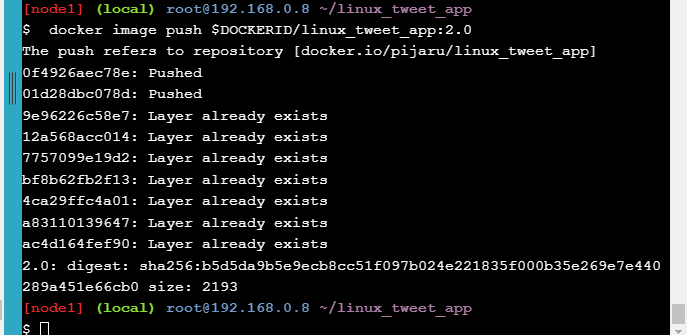 [node1] (local) root@192.168.0.8 ~/linux_tweet_app
$  docker image push $DOCKERID/linux_tweet_app:2.0
The push refers to repository [docker.io/pijaru/linux_tweet_app]
0f4926aec78e: Pushed
01d28dbc078d: Pushed
9e96226c58e7: Layer already exists
12a568acc014: Layer already exists
7757099e19d2: Layer already exists
bf8b62fb2f13: Layer already exists
4ca29ffc4a01: Layer already exists
a83110139647: Layer already exists
ac4d164fef90: Layer already exists
2.0: digest: sha256:b5d5da9b5e9ecb8cc51f097b024e221835f000b35e269e7e440
289a451e66cb0 size: 2193
[node1] (local) root@192.168.0.8 ~/linux_tweet_app
$